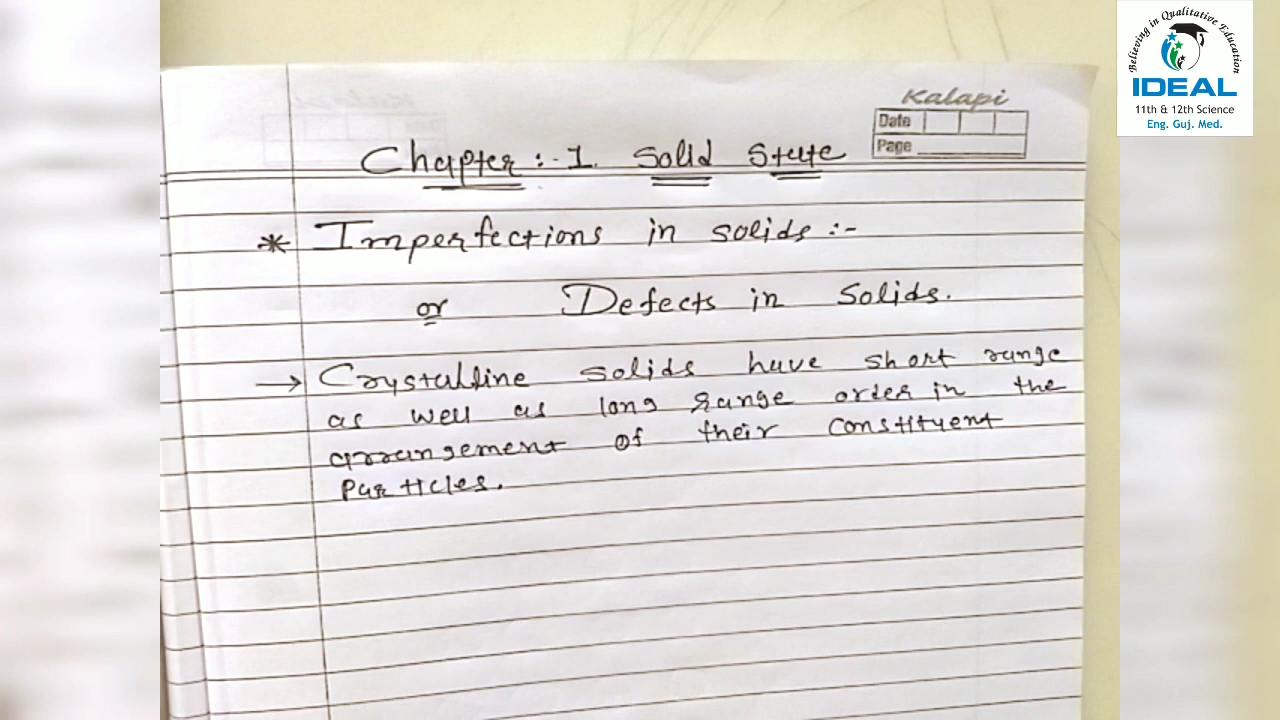 Believing in Qualitative Education
IDEAL
11th & 12th Science
Eng. Guj. Med.
Kalapi
Date
Page
Chapter :- 1. Solid State
* Imperfections in solids :-
or Defects in Solids.
→ Crystalline solids have short range
as well as long range order in the
arrangement of their constituent
Particles.